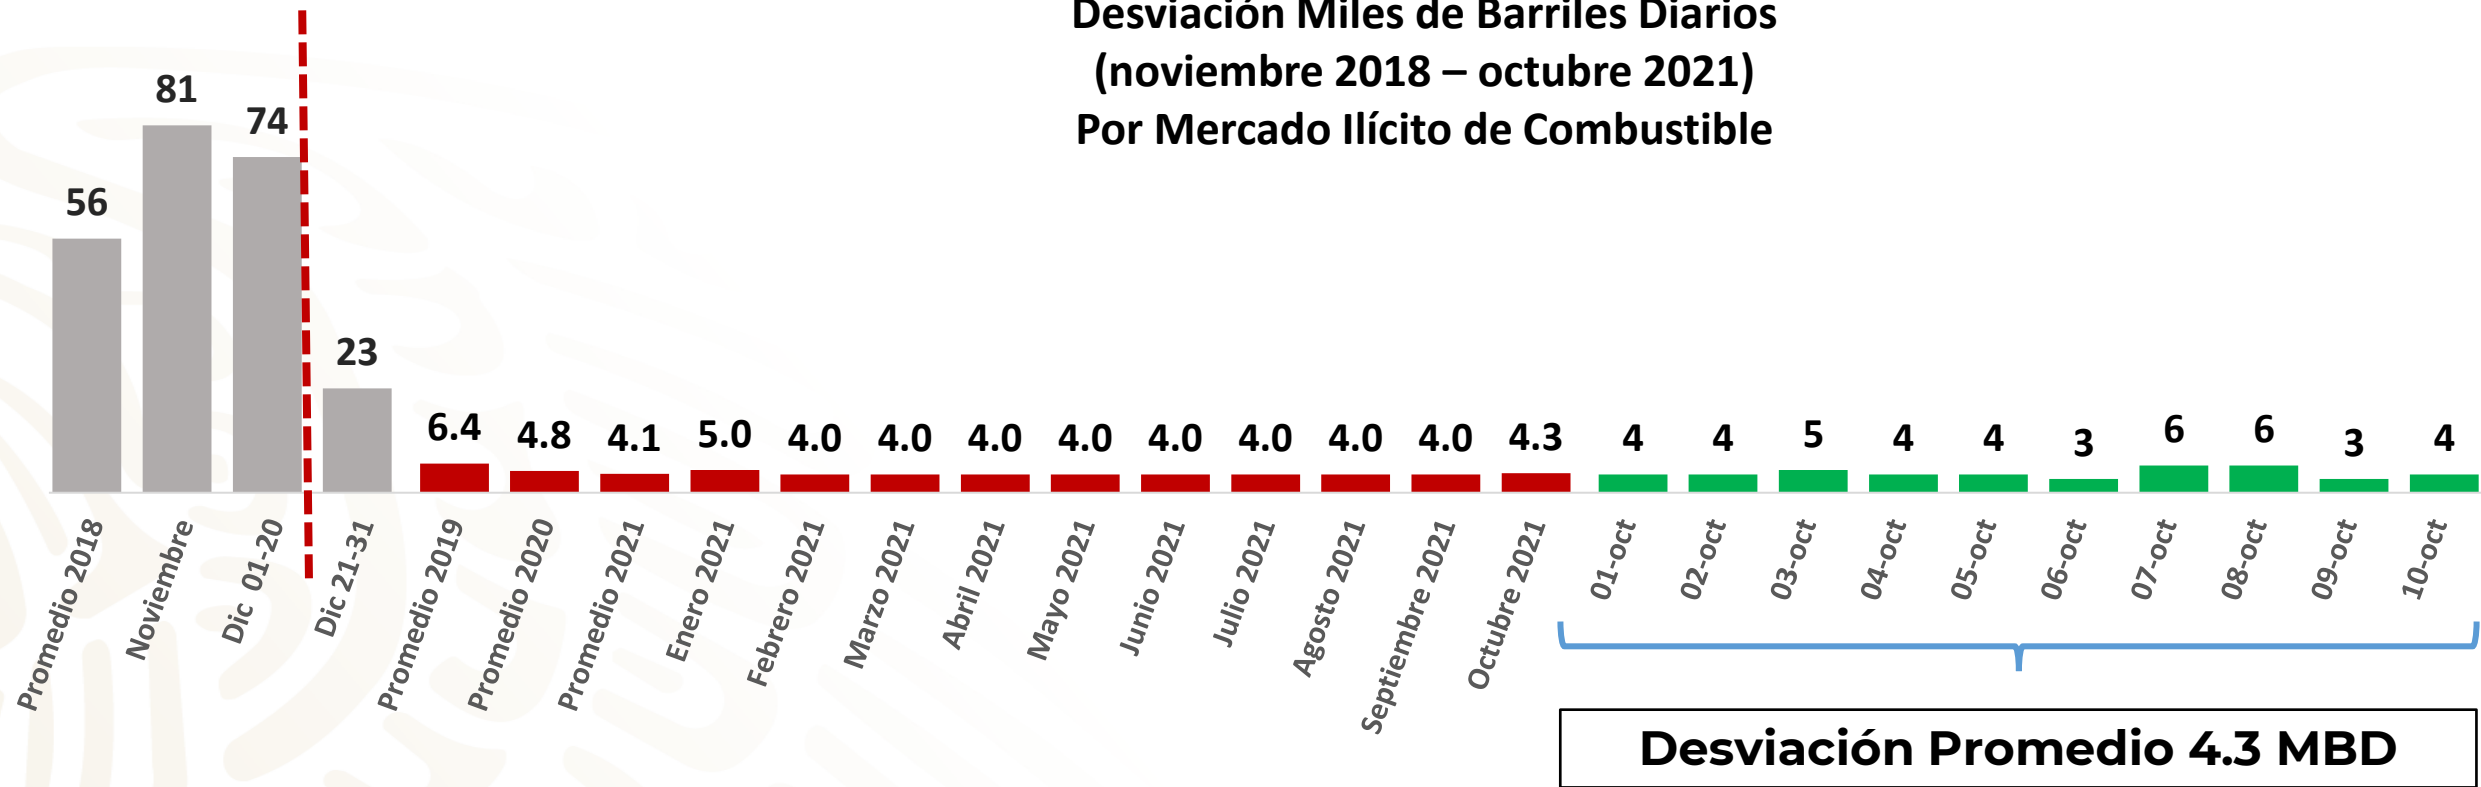 Desviación Miles de Barriles Diarios
(noviembre 2018 – octubre 2021)
Por Mercado Ilícito de Combustible
56
81
74
23
6.4
4.8
4.1
5.0
4.0
4.0
4.0
4.0
4.0
4.0
4.0
4.0
4.3
4
4
5
4
4
3
6
6
3
4
Promedio 2018
Noviembre
Dic 01-20
Dic 21-31
Promedio 2019
Promedio 2020
Promedio 2021
Enero 2021
Febrero 2021
Marzo 2021
Abril 2021
Mayo 2021
Junio 2021
Julio 2021
Agosto 2021
Septiembre 2021
Octubre 2021
01-oct
02-oct
03-oct
04-oct
05-oct
06-oct
07-oct
08-oct
09-oct
10-oct
Desviación Promedio 4.3 MBD